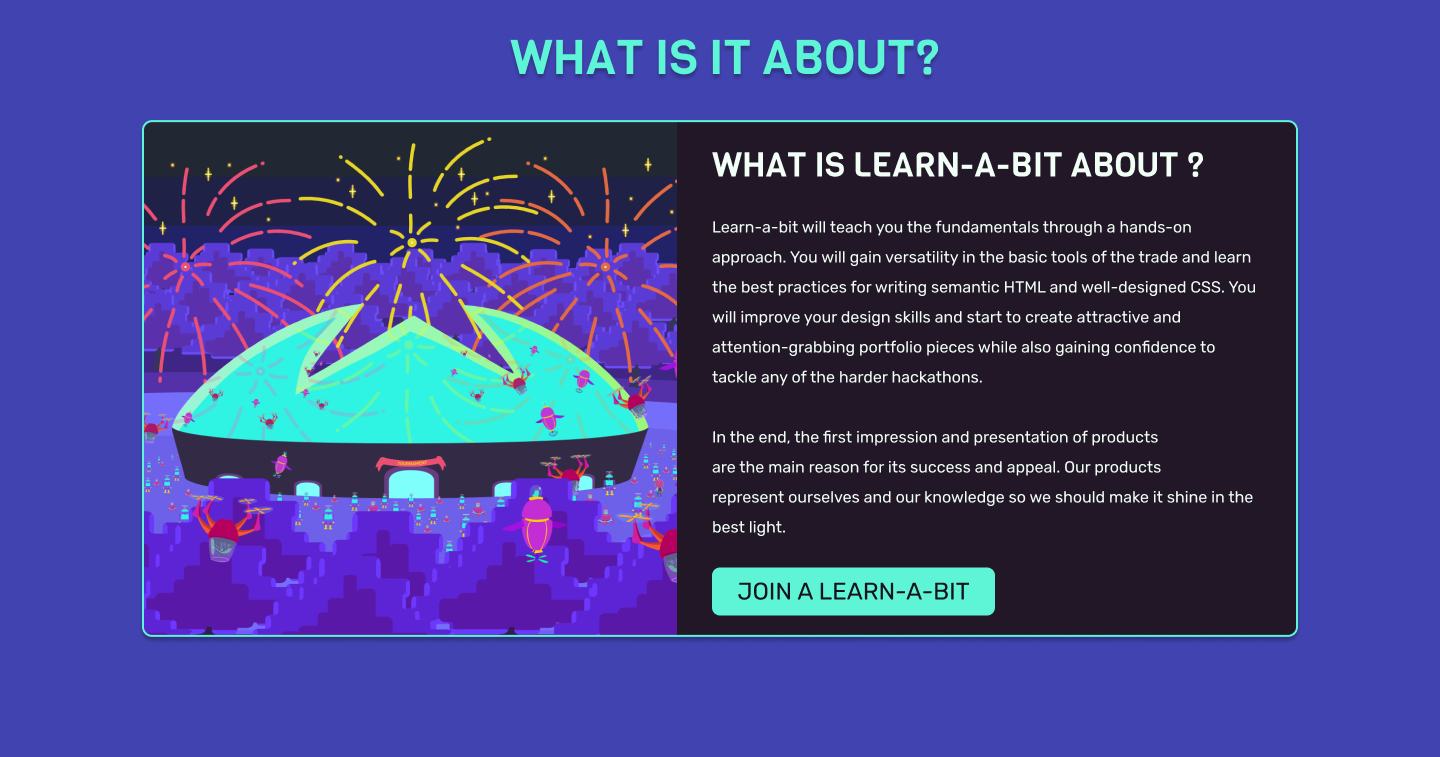 WHAT IS IT ABOUT?
WHAT IS LEARN-A-BIT ABOUT ?
Learn-a-bit will teach you the fundamentals through a hands-on
approach. You will gain versatility in the basic tools of the trade and learn
the best practices for writing semantic HTML and well-designed CSS. You
will improve your design skills and start to create attractive and
attention-grabbing portfolio pieces while also gaining confidence to
tackle any of the harder hackathons.
In the end, the first impression and presentation of products
are the main reason for its success and appeal. Our products
represent ourselves and our knowledge so we should make it shine in the
best light.
JOIN A LEARN-A-BIT